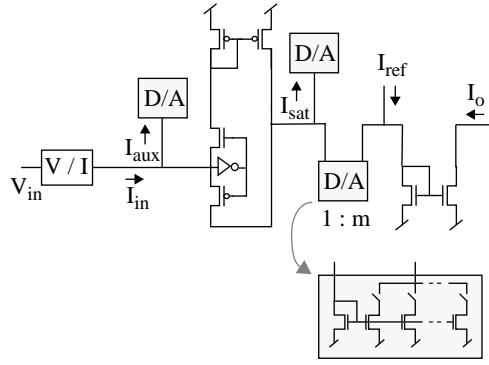 D/A
D/A
I_ref
I_o
I_aux
I_sat
V / I
V_in
I_in
D/A
1 : m